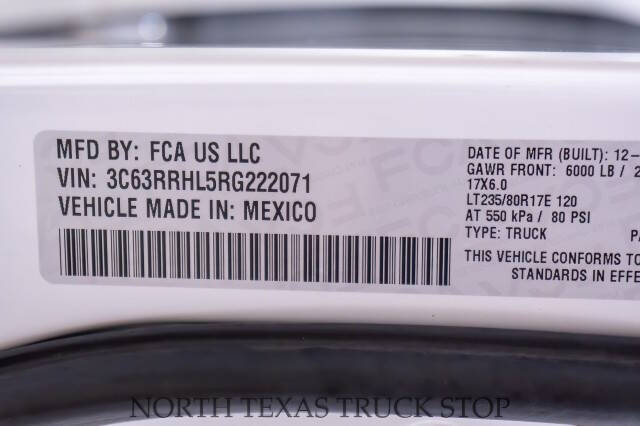 MFD BY: FCA US LLC
VIN: 3C63RRHL5RG222071
VEHICLE MADE IN: MEXICO
DATE OF MFR (BUILT): 12-
GAWR FRONT: 6000 LB / 2
17X6.0
LT235/80R17E 120
AT 550 kPa / 80 PSI
TYPE: TRUCK
THIS VEHICLE CONFORMS TO
STANDARDS IN EFFE
NORTH TEXAS TRUCK STOP